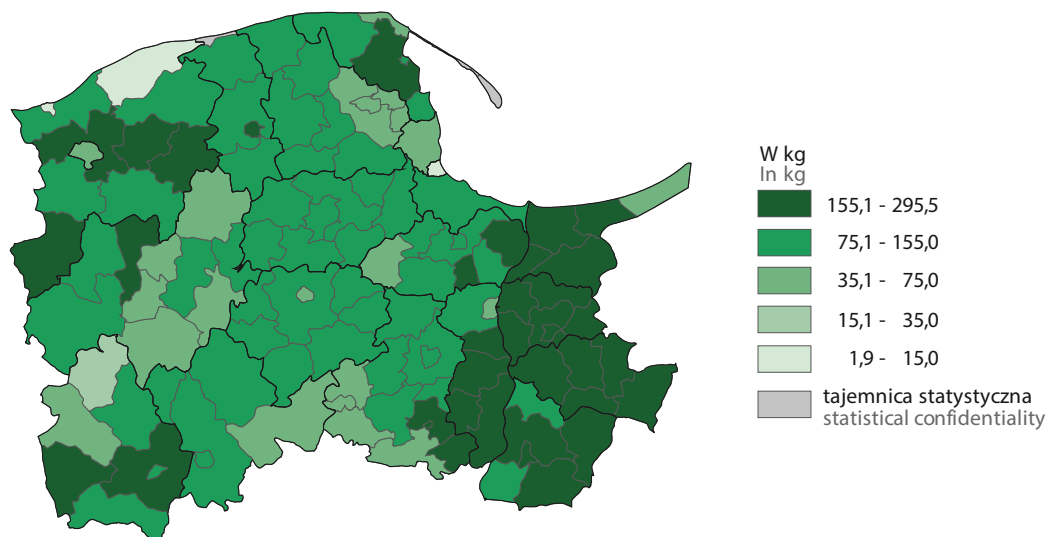 W kg
In kg
155,1 - 295,5
75,1 - 155,0
35,1 - 75,0
15,1 - 35,0
1,9 - 15,0
tajemnica statystyczna
statistical confidentiality